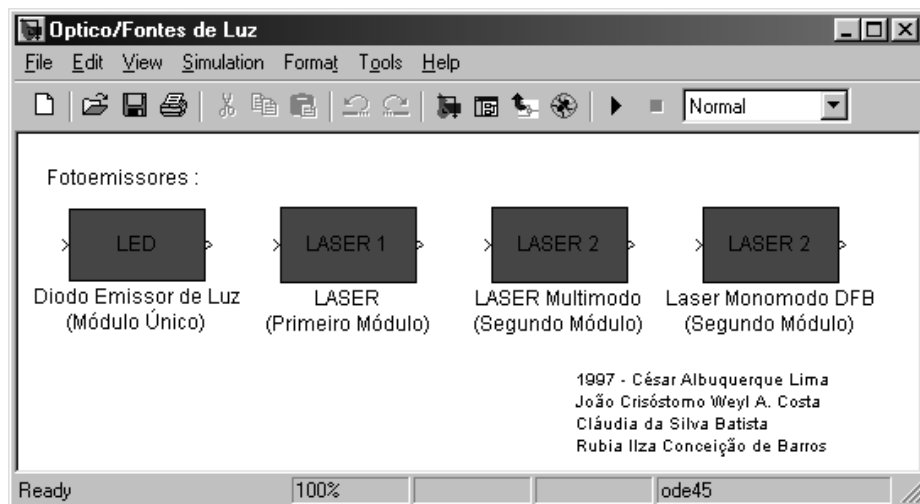 Optico/Fontes de Luz
File Edit View Simulation Format Tools Help
Normal
Fotoemissores :
LED
LASER 1
LASER 2
LASER 2
Diodo Emissor de Luz
(Módulo Único)
LASER
(Primeiro Módulo)
LASER Multimodo
(Segundo Módulo)
Laser Monomodo DFB
(Segundo Módulo)
1997 - César Albuquerque Lima
João Crisóstomo Weyl A. Costa
Cláudia da Silva Batista
Rubia Ilza Conceição de Barros
Ready 100% ode45